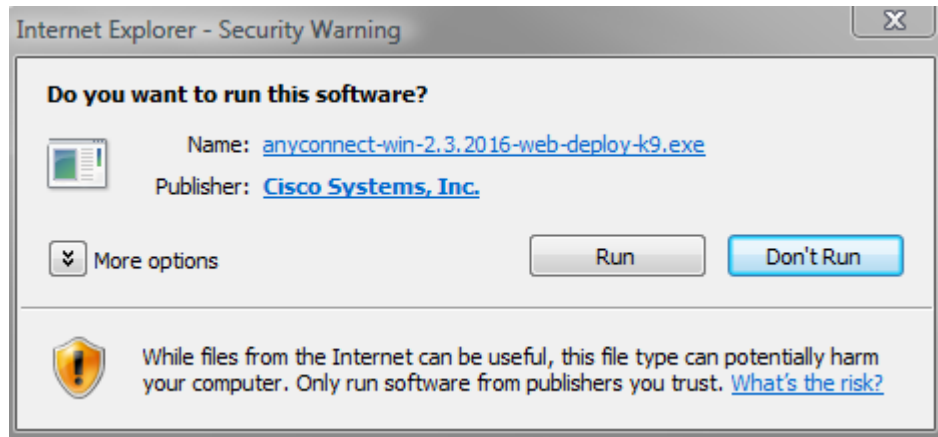 Internet Explorer - Security Warning
Do you want to run this software?
Name: anyconnect-win-2.3.2016-web-deploy-k9.exe
Publisher: Cisco Systems, Inc.
More options
Run
Don't Run
While files from the Internet can be useful, this file type can potentially harm
your computer. Only run software from publishers you trust. What's the risk?